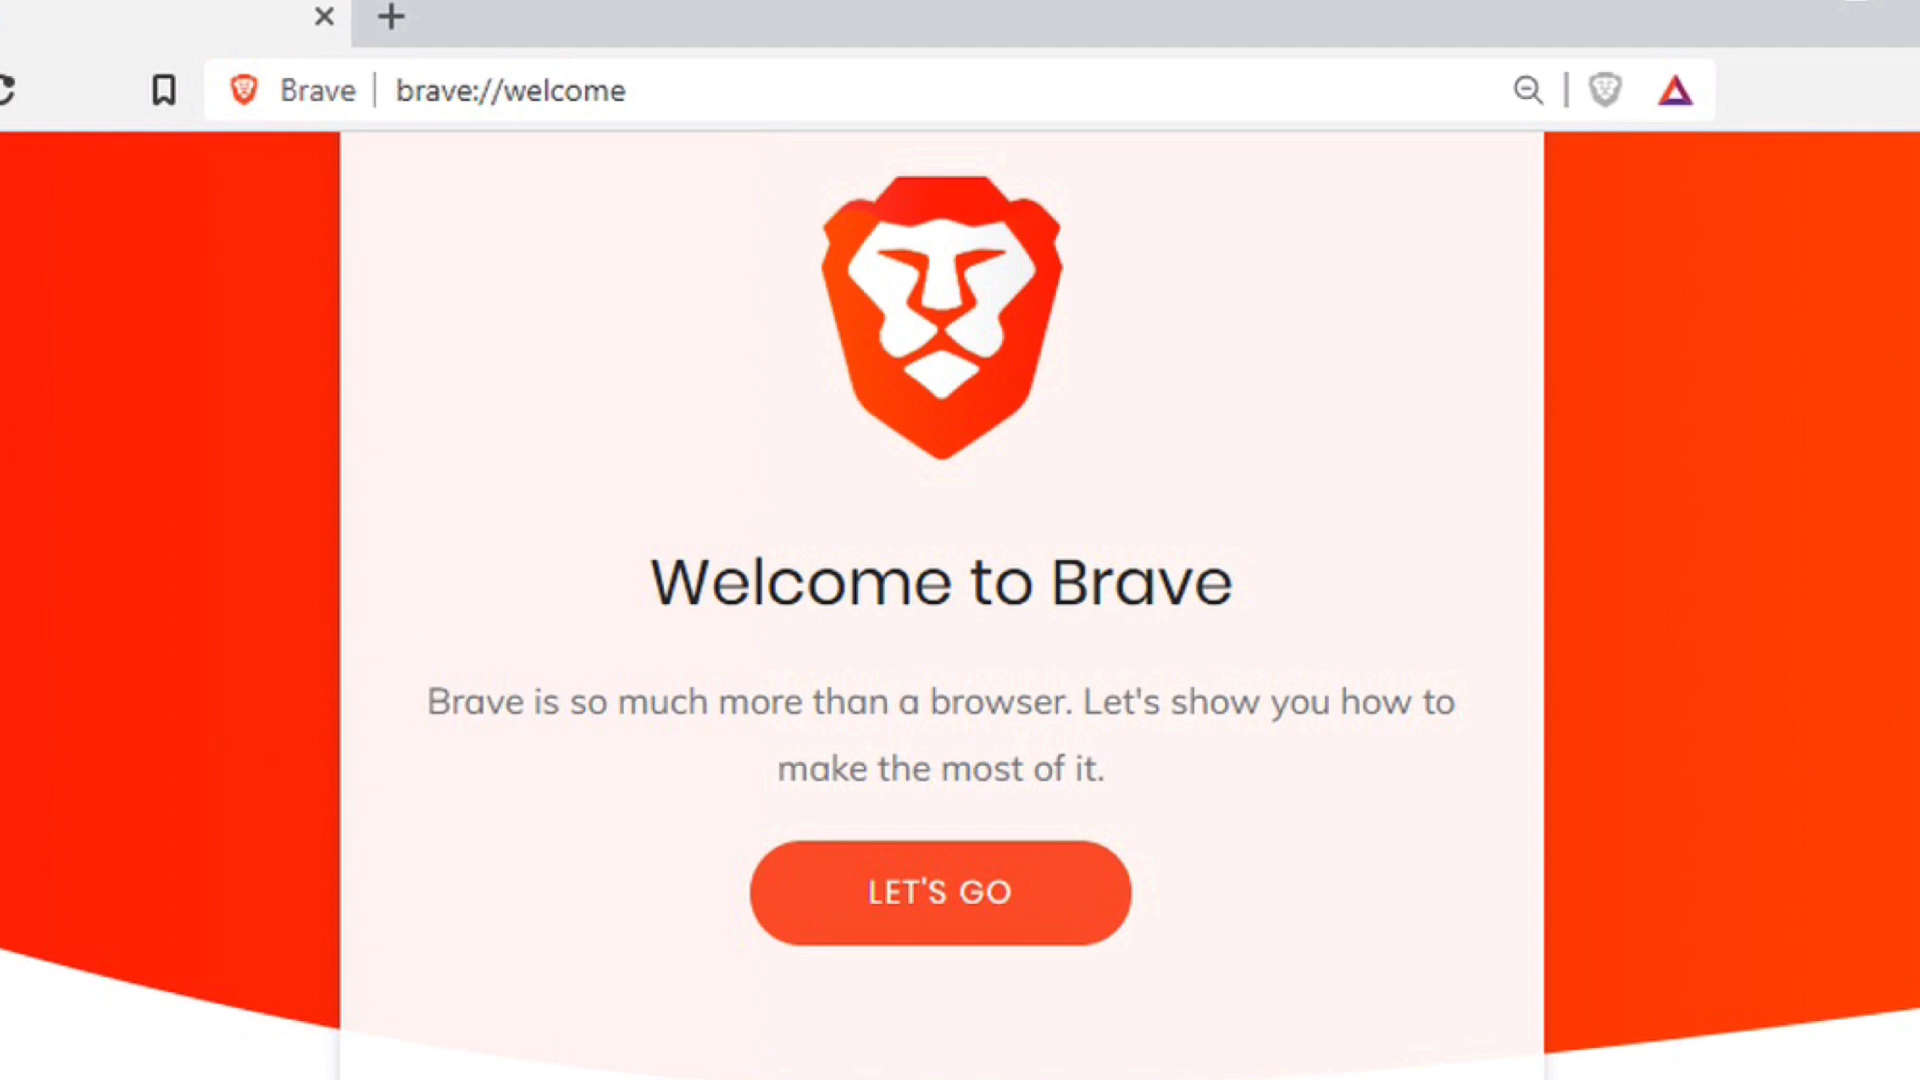 Brave | brave://welcome
Welcome to Brave
Brave is so much more than a browser. Let's show you how to
make the most of it.
LET'S GO